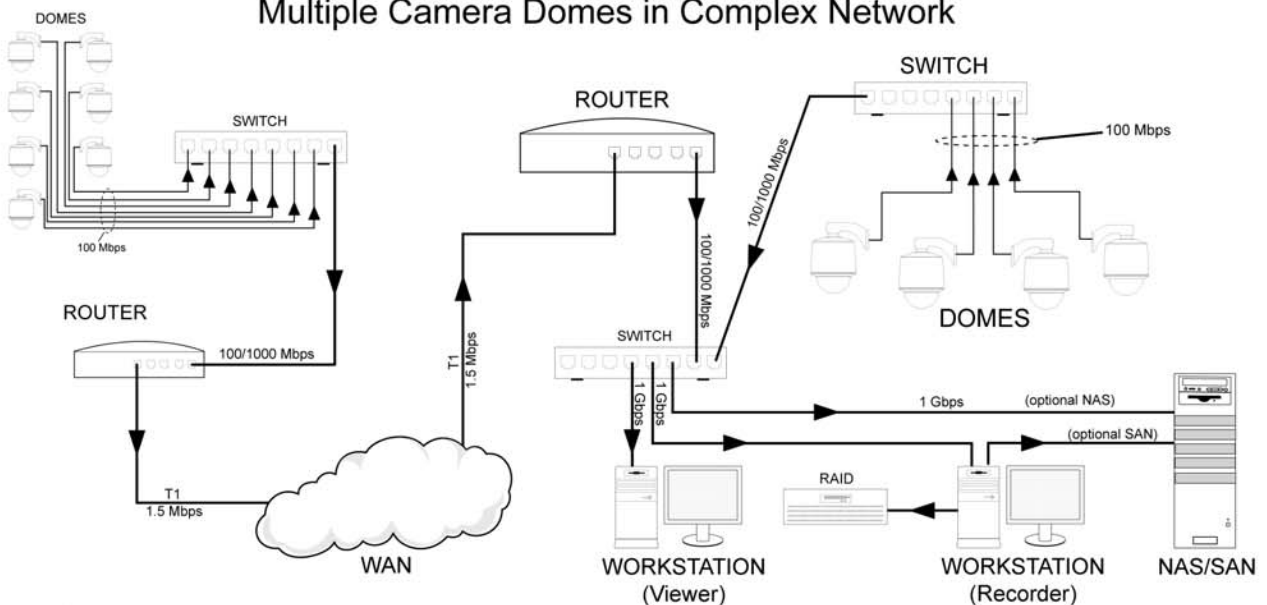 Multiple Camera Domes in Complex Network
DOMES
SWITCH
100 Mbps
ROUTER
100/1000 Mbps
T1
1.5 Mbps
WAN
T1
1.5 Mbps
ROUTER
100/1000 Mbps
SWITCH
100 Mbps
DOMES
100/1000 Mbps
SWITCH
1 Gbps
1 Gbps
1 Gbps
(optional NAS)
(optional SAN)
RAID
WORKSTATION
(Viewer)
WORKSTATION
(Recorder)
NAS/SAN